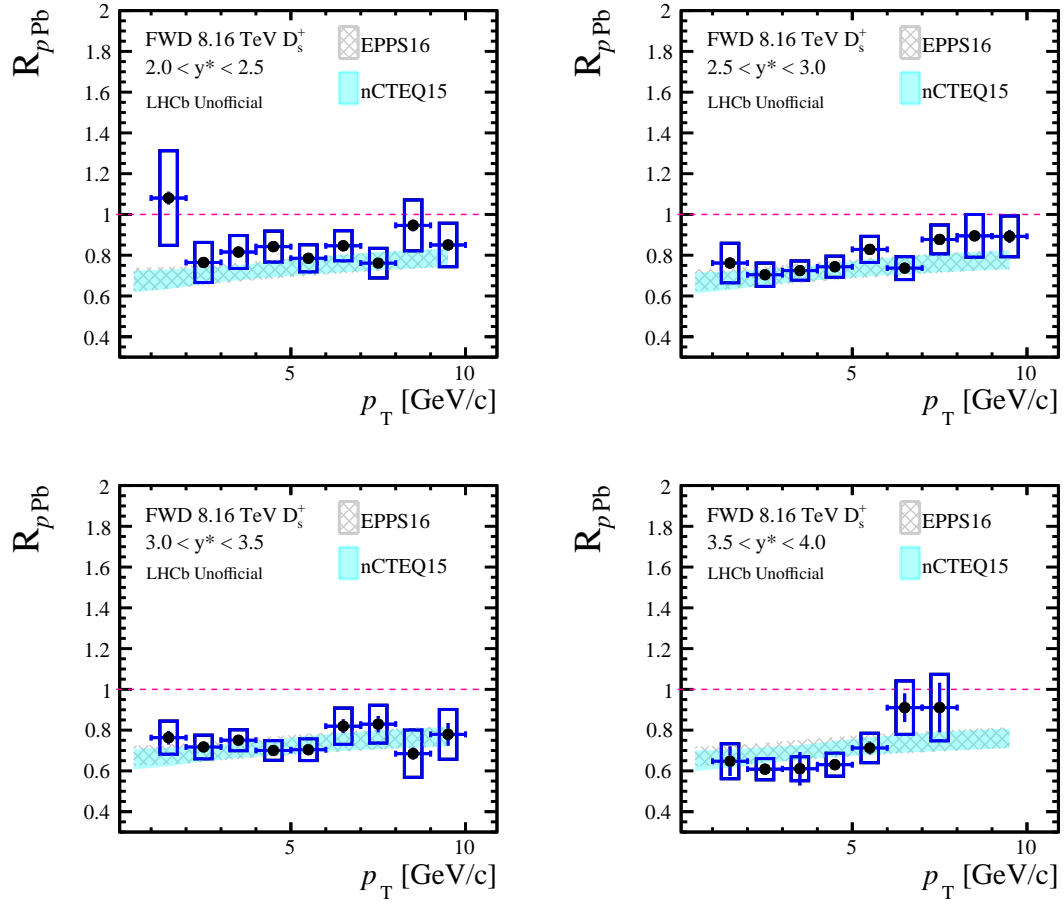 R_pPb
2
1.8
1.6
1.4
1.2
1
0.8
0.6
0.4
FWD 8.16 TeV D_s^+
2.0 < y* < 2.5
LHCb Unofficial
EPPS16
nCTEQ15
5
10
p_T [GeV/c]
R_pPb
2
1.8
1.6
1.4
1.2
1
0.8
0.6
0.4
FWD 8.16 TeV D_s^+
2.5 < y* < 3.0
LHCb Unofficial
EPPS16
nCTEQ15
5
10
p_T [GeV/c]
R_pPb
2
1.8
1.6
1.4
1.2
1
0.8
0.6
0.4
FWD 8.16 TeV D_s^+
3.0 < y* < 3.5
LHCb Unofficial
EPPS16
nCTEQ15
5
10
p_T [GeV/c]
R_pPb
2
1.8
1.6
1.4
1.2
1
0.8
0.6
0.4
FWD 8.16 TeV D_s^+
3.5 < y* < 4.0
LHCb Unofficial
EPPS16
nCTEQ15
5
10
p_T [GeV/c]